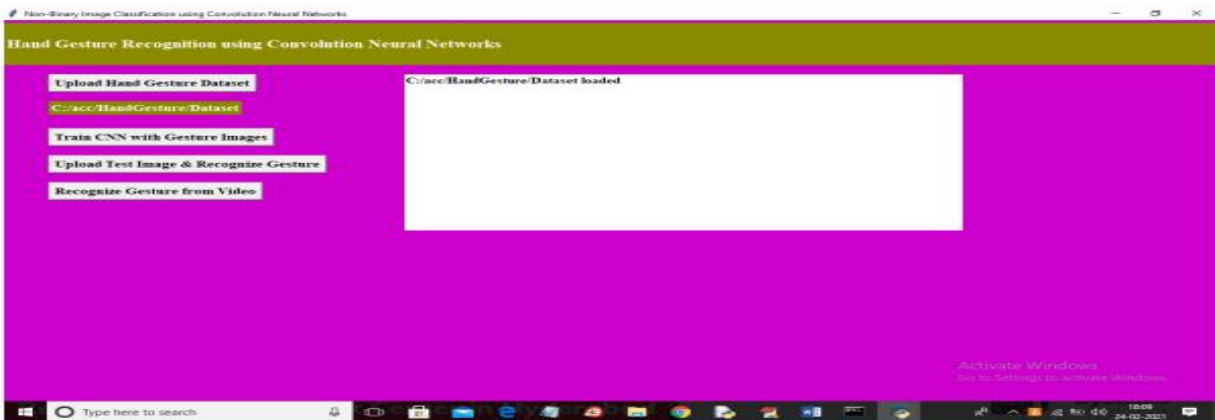 Non-Binary Image Classification using Convolution Neural Networks
Hand Gesture Recognition using Convolution Neural Networks
Upload Hand Gesture Dataset
C:/acc/HandGesture/Dataset loaded
C:/acc/HandGesture/Dataset
Train CNN with Gesture Images
Upload Test Image & Recognize Gesture
Recognize Gesture from Video
Activate Windows
Go to Settings to activate Windows.
Type here to search
18:09
24-02-2021